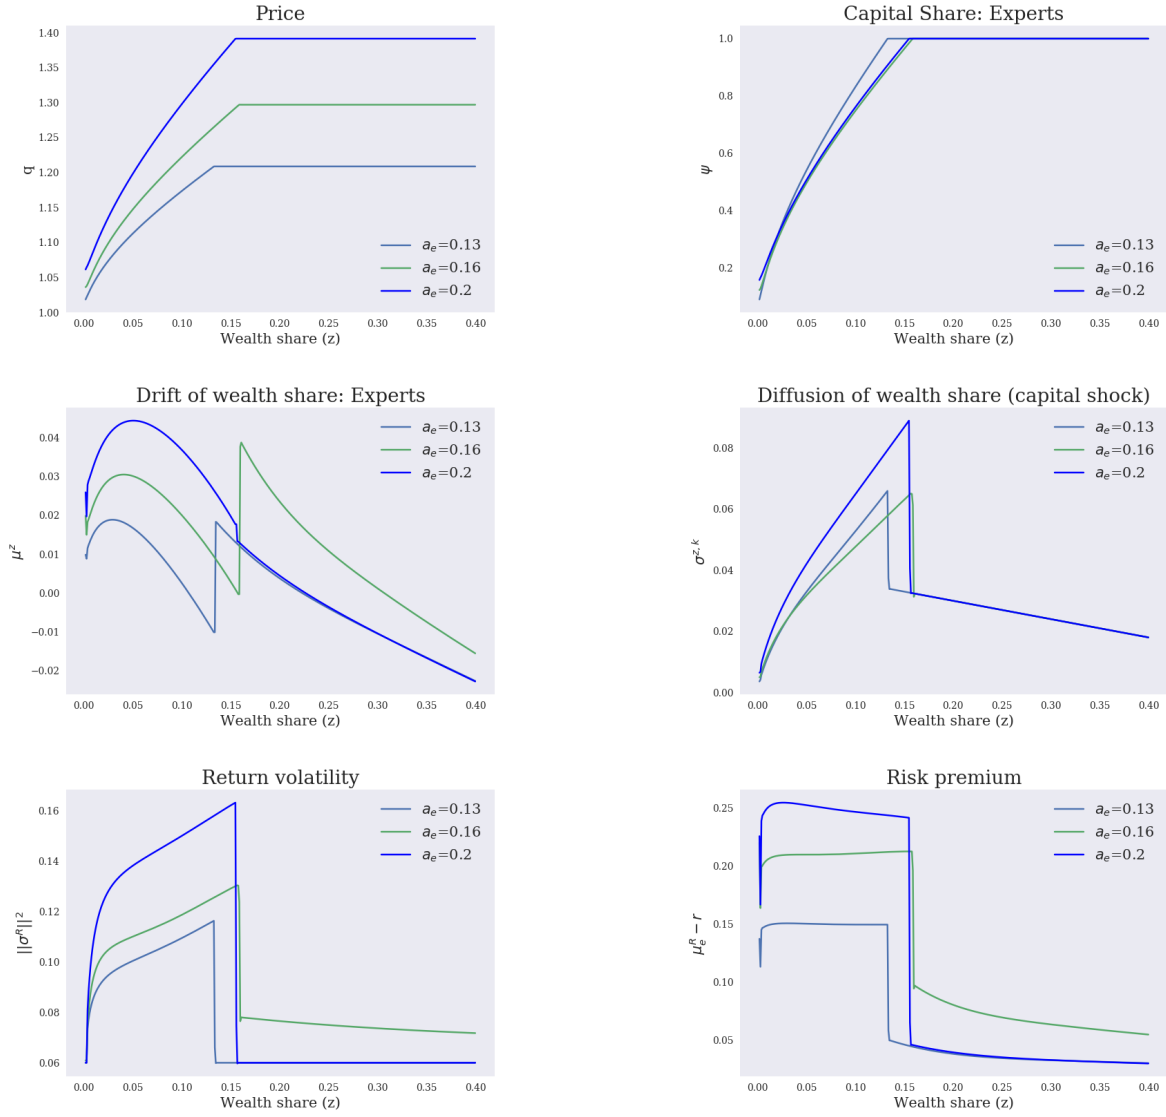 Price
1.40
1.35
1.30
1.25
1.20
1.15
1.10
1.05
1.00
q
a_e=0.13
a_e=0.16
a_e=0.2
0.00 0.05 0.10 0.15 0.20 0.25 0.30 0.35 0.40
Wealth share (z)
Capital Share: Experts
1.0
0.8
0.6
0.4
0.2
ψ
a_e=0.13
a_e=0.16
a_e=0.2
0.00 0.05 0.10 0.15 0.20 0.25 0.30 0.35 0.40
Wealth share (z)
Drift of wealth share: Experts
0.04
0.03
0.02
0.01
0.00
−0.01
−0.02
μ^z
a_e=0.13
a_e=0.16
a_e=0.2
0.00 0.05 0.10 0.15 0.20 0.25 0.30 0.35 0.40
Wealth share (z)
Diffusion of wealth share (capital shock)
0.08
0.06
0.04
0.02
0.00
σ^{z,k}
a_e=0.13
a_e=0.16
a_e=0.2
0.00 0.05 0.10 0.15 0.20 0.25 0.30 0.35 0.40
Wealth share (z)
Return volatility
0.16
0.14
0.12
0.10
0.08
0.06
||σ^R||^2
a_e=0.13
a_e=0.16
a_e=0.2
0.00 0.05 0.10 0.15 0.20 0.25 0.30 0.35 0.40
Wealth share (z)
Risk premium
0.25
0.20
0.15
0.10
0.05
μ_e^R − r
a_e=0.13
a_e=0.16
a_e=0.2
0.00 0.05 0.10 0.15 0.20 0.25 0.30 0.35 0.40
Wealth share (z)